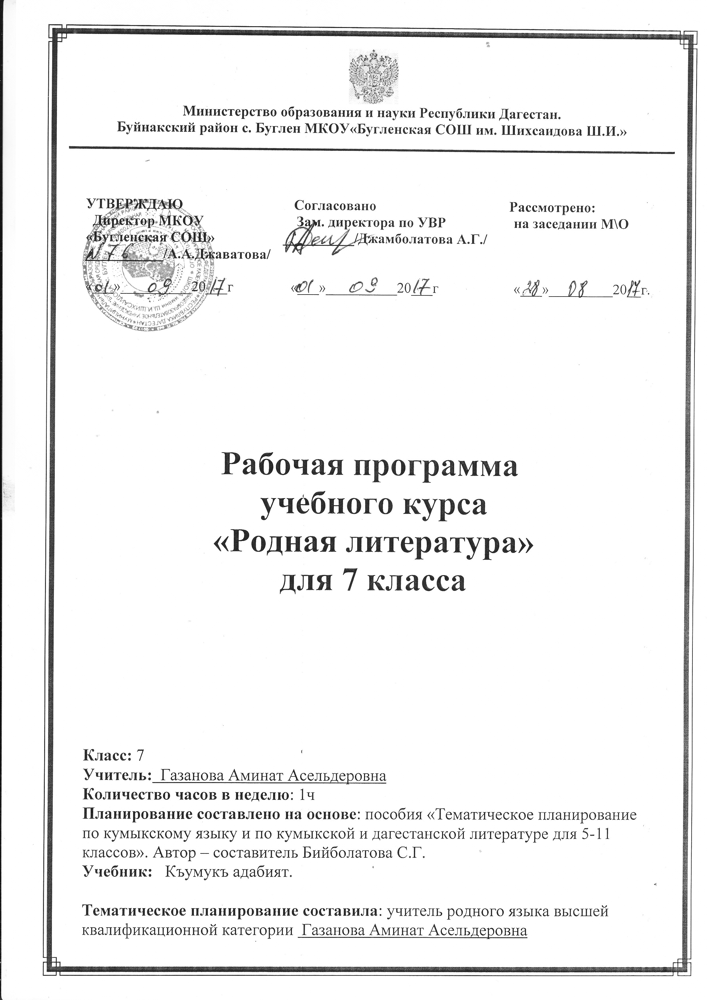 Министерство образования и науки Республики Дагестан.
Буйнакский район с. Буглен МКОУ«Бугленская СОШ им. Шихсаидова Ш.И.»
УТВЕРЖДАЮ
Директор МКОУ
«Бугленская СОШ»
№ 76 /А.А.Джаватова/
«01» 09 2017г
Согласовано
Зам. директора по УВР
/Джамболатова А.Г./
«01» 09 2017г
Рассмотрено:
на заседании М\О
«28» 08 2017г.
Рабочая программа
учебного курса
«Родная литература»
для 7 класса
Класс: 7
Учитель: Газанова Аминат Асельдеровна
Количество часов в неделю: 1ч
Планирование составлено на основе: пособия «Тематическое планирование
по кумыкскому языку и по кумыкской и дагестанской литературе для 5-11
классов». Автор – составитель Бийболатова С.Г.
Учебник: Къумукъ адабият.
Тематическое планирование составила: учитель родного языка высшей
квалификационной категории Газанова Аминат Асельдеровна